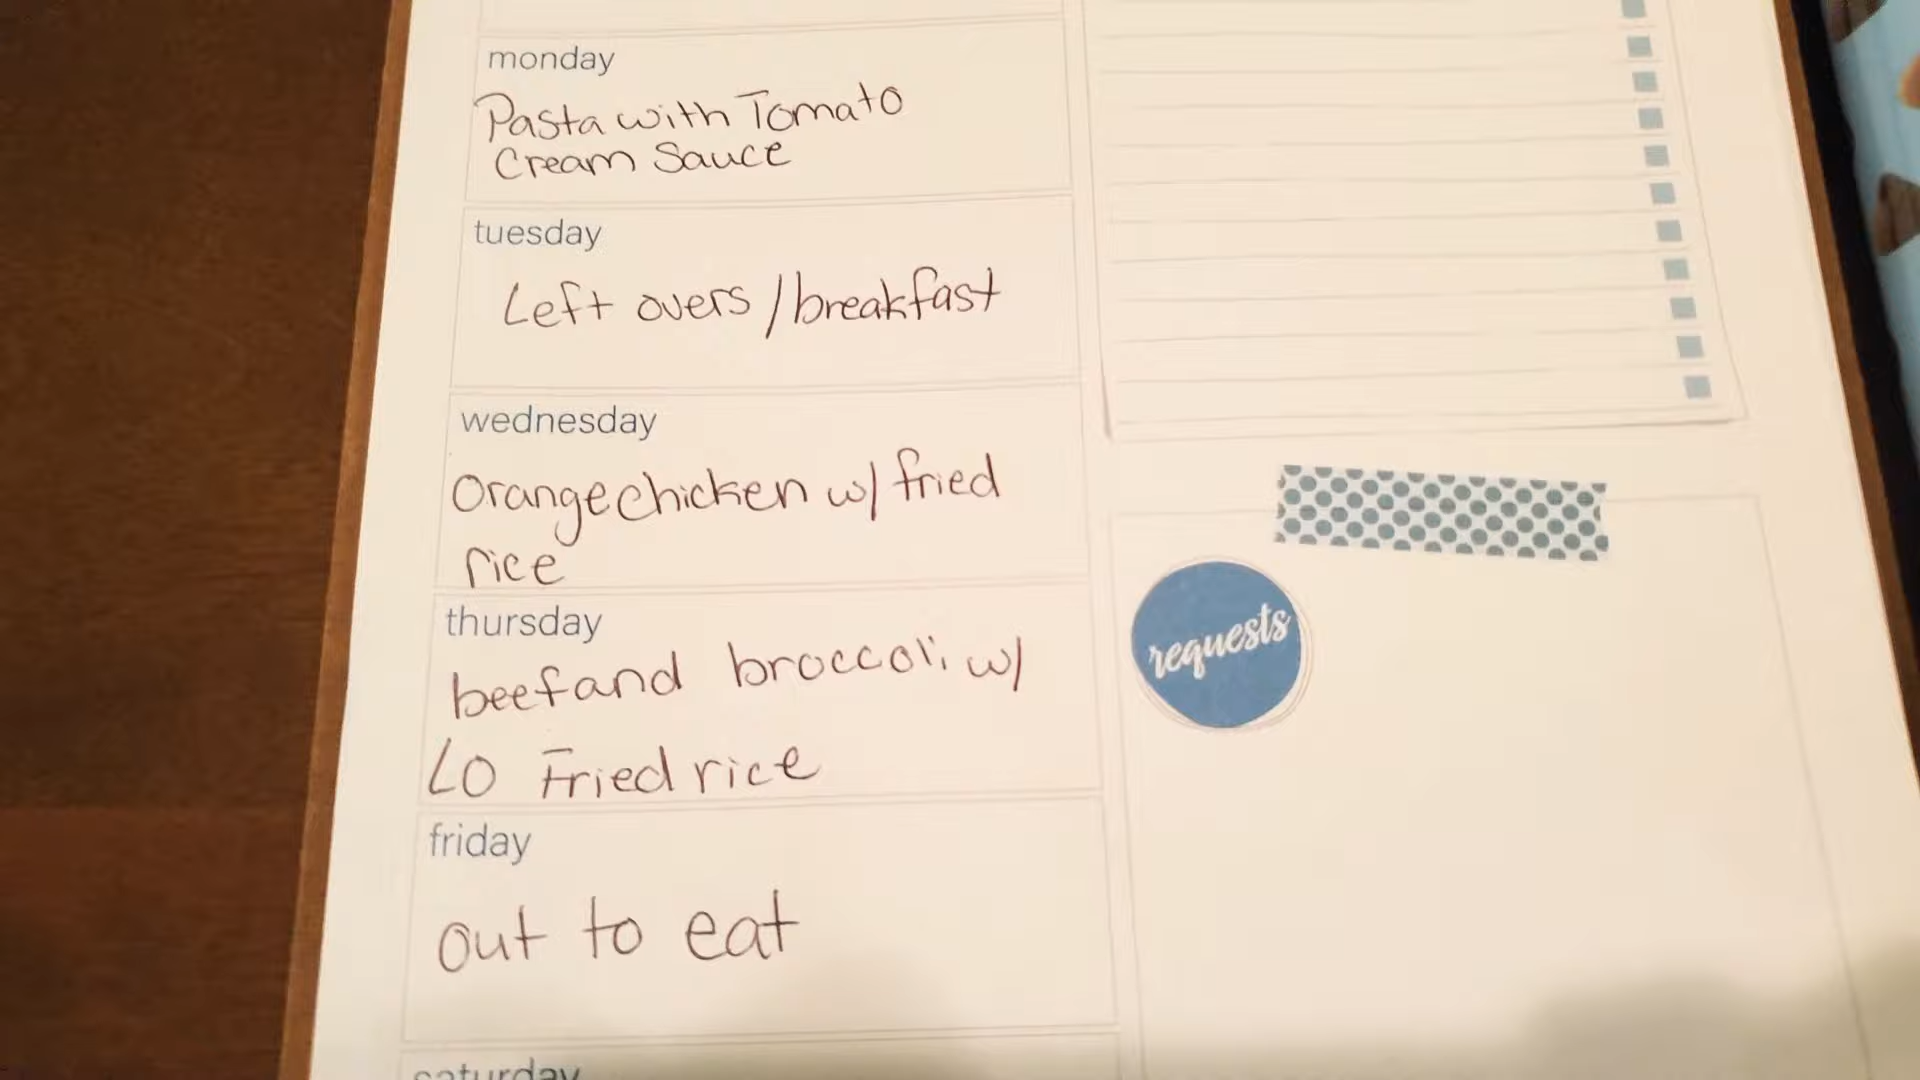 monday
Pasta with Tomato
Cream Sauce
tuesday
Left overs / breakfast
wednesday
Orange chicken w/ fried
rice
thursday
beef and broccoli w/
LO Fried rice
friday
out to eat
saturday
requests